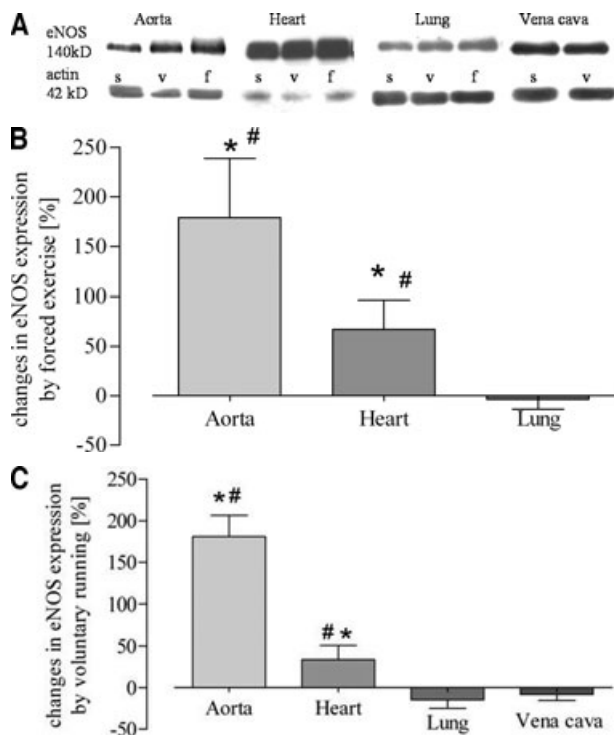 A
Aorta Heart Lung Vena cava
eNOS
140kD
actin s v f s v f s v f s v
42 kD
B
changes in eNOS expression
by forced exercise [%]
250
200
150
100
50
0
-50
* #
* #
Aorta Heart Lung
C
changes in eNOS expression
by voluntary running [%]
250
200
150
100
50
0
-50
*#
# *
Aorta Heart Lung Vena cava